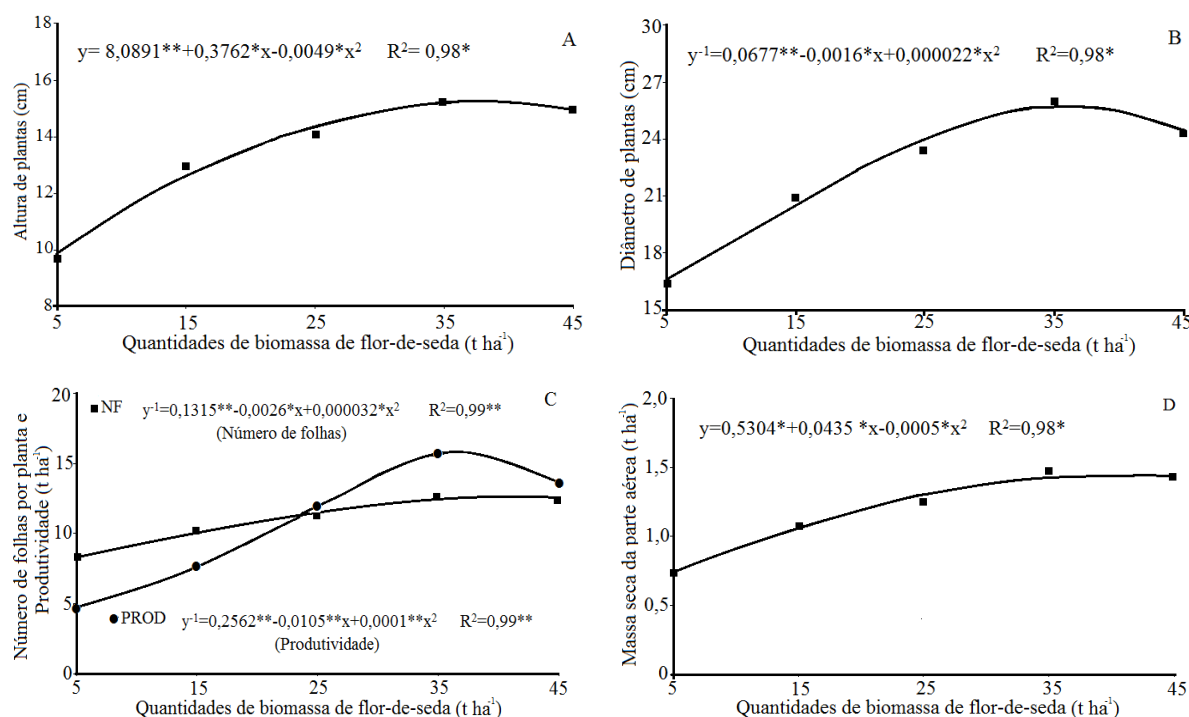 A
y= 8,0891**+0,3762*x-0,0049*x² R²= 0,98*
Altura de plantas (cm)
18
16
14
12
10
8
5 15 25 35 45
Quantidades de biomassa de flor-de-seda (t ha⁻¹)
B
y⁻¹=0,0677**-0,0016*x+0,000022*x² R²=0,98*
Diâmetro de plantas (cm)
30
27
24
21
18
15
5 15 25 35 45
Quantidades de biomassa de flor-de-seda (t ha⁻¹)
C
NF y⁻¹=0,1315**-0,0026*x+0,000032*x² R²=0,99**
(Número de folhas)
Número de folhas por planta e
Produtividade (t ha⁻¹)
20
15
10
5
0
PROD y⁻¹=0,2562**-0,0105**x+0,0001**x² R²=0,99**
(Produtividade)
5 15 25 35 45
Quantidades de biomassa de flor-de-seda (t ha⁻¹)
D
y=0,5304*+0,0435 *x-0,0005*x² R²=0,98*
Massa seca da parte aérea (t ha⁻¹)
2,0
1,5
1,0
0,5
0
5 15 25 35 45
Quantidades de biomassa de flor-de-seda (t ha⁻¹)